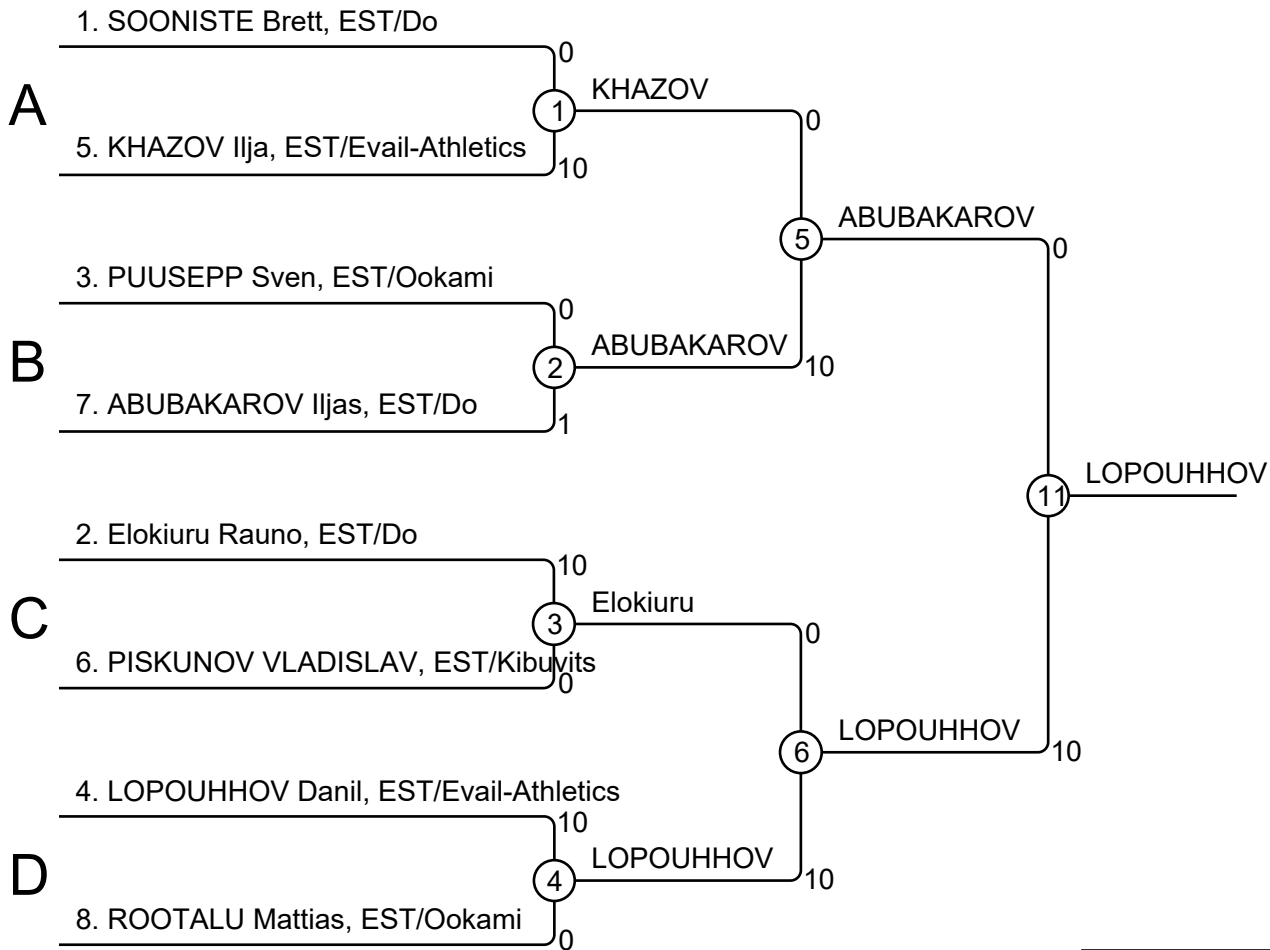 1. SOONISTE Brett, EST/Do
0
KHAZOV
A
1
0
5. KHAZOV Ilja, EST/Evail-Athletics
10
ABUBAKAROV
5
0
3. PUUSEPP Sven, EST/Ookami
0
ABUBAKAROV
B
2
10
7. ABUBAKAROV Iljas, EST/Do
1
LOPOUHHOV
11
2. Elokiuru Rauno, EST/Do
10
Elokiuru
C
3
0
6. PISKUNOV VLADISLAV, EST/Kibuvits
0
LOPOUHHOV
6
10
4. LOPOUHHOV Danil, EST/Evail-Athletics
10
LOPOUHHOV
D
4
10
8. ROOTALU Mattias, EST/Ookami
0